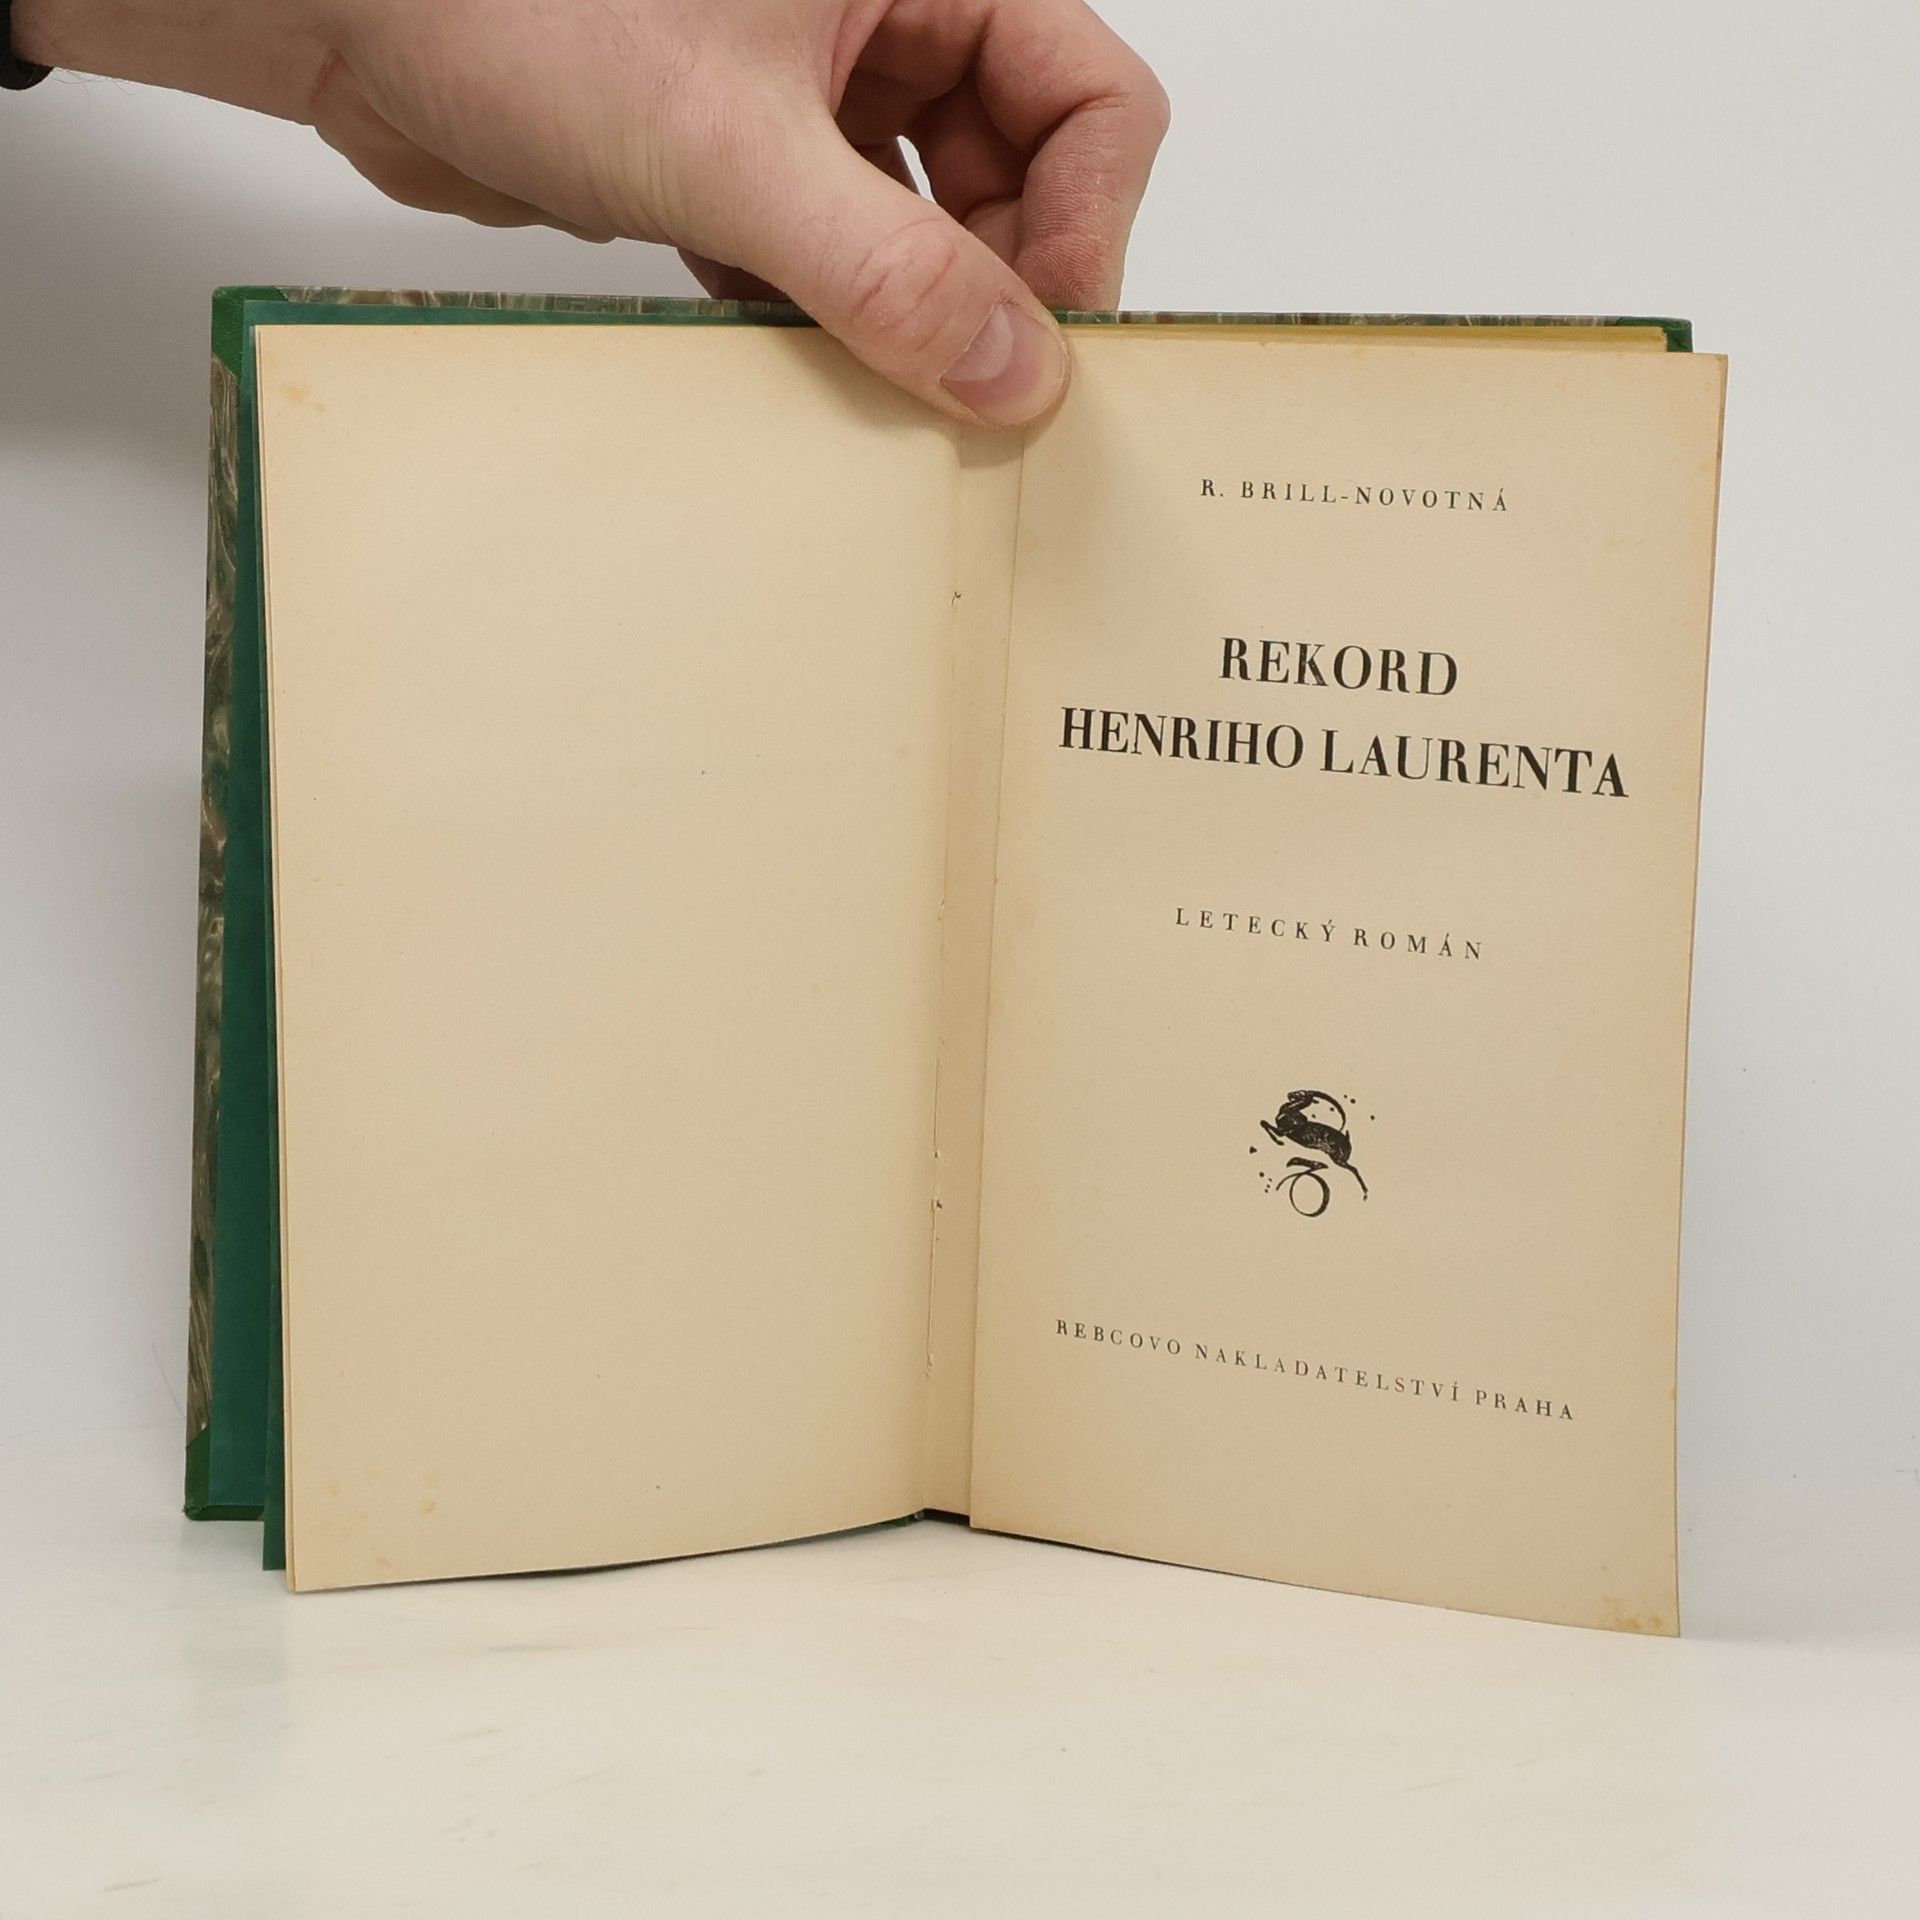 R. BRILL-NOVOTNÁ
REKORD
HENRIHO LAURENTA
LETECKÝ ROMÁN
REBCOVO NAKLADATELSTVÍ PRAHA